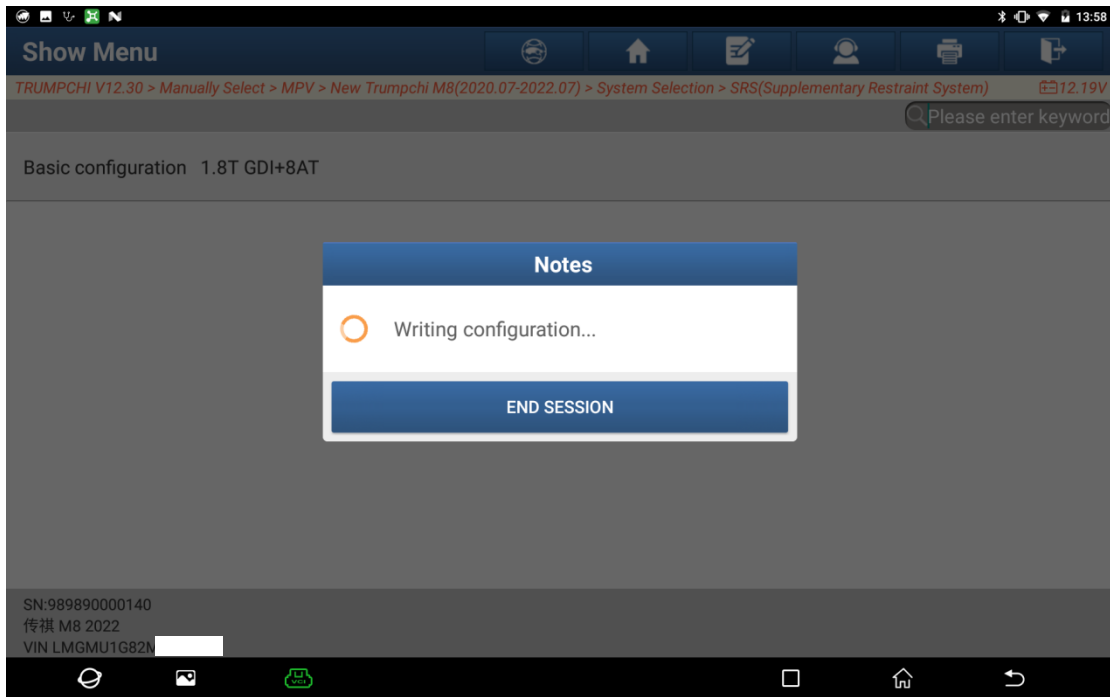 13:58
Show Menu
TRUMPCHI V12.30 > Manually Select > MPV > New Trumpchi M8(2020.07-2022.07) > System Selection > SRS(Supplementary Restraint System) 12.19V
Please enter keyword
Basic configuration 1.8T GDI+8AT
Notes
Writing configuration...
END SESSION
SN:989890000140
传祺 M8 2022
VIN LMGMU1G82M
VCI